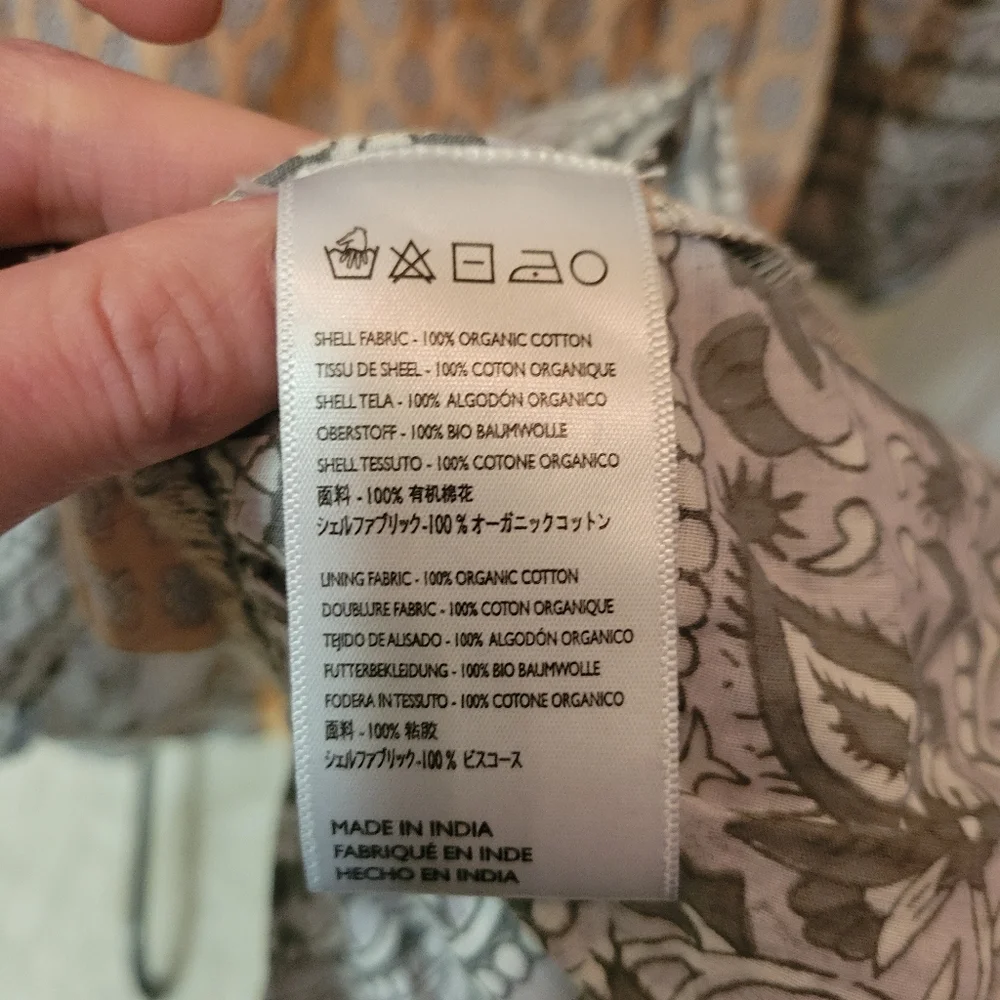 SHELL FABRIC - 100% ORGANIC COTTON
TISSU DE SHEEL - 100% COTON ORGANIQUE
SHELL TELA - 100% ALGODÓN ORGANICO
OBERSTOFF - 100% BIO BAUMWOLLE
SHELL TESSUTO - 100% COTONE ORGANICO
面料 - 100% 有机棉花
シェルファブリック-100 % オーガニックコットン
LINING FABRIC - 100% ORGANIC COTTON
DOUBLURE FABRIC - 100% COTON ORGANIQUE
TEJIDO DE ALISADO - 100% ALGODÓN ORGANICO
FUTTERBEKLEIDUNG - 100% BIO BAUMWOLLE
FODERA IN TESSUTO - 100% COTONE ORGANICO
面料 - 100% 粘胶
シェルファブリック-100 % ビスコース
MADE IN INDIA
FABRIQUÉ EN INDE
HECHO EN INDIA